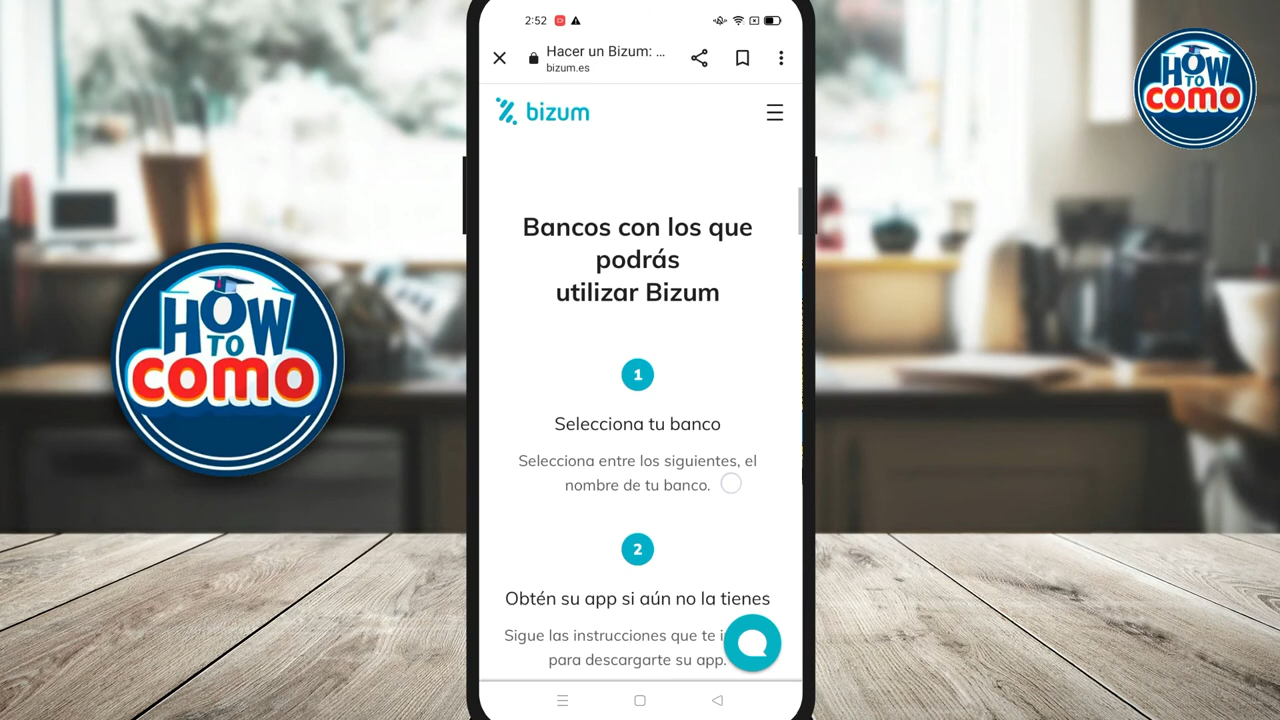 2:52
Hacer un Bizum: ...
bizum.es
bizum
Bancos con los que
podrás
utilizar Bizum
1
Selecciona tu banco
Selecciona entre los siguientes, el
nombre de tu banco.
2
Obtén su app si aún no la tienes
Sigue las instrucciones que te
para descargarte su app.
HOW
TO
COMO
HOW
TO
COMO